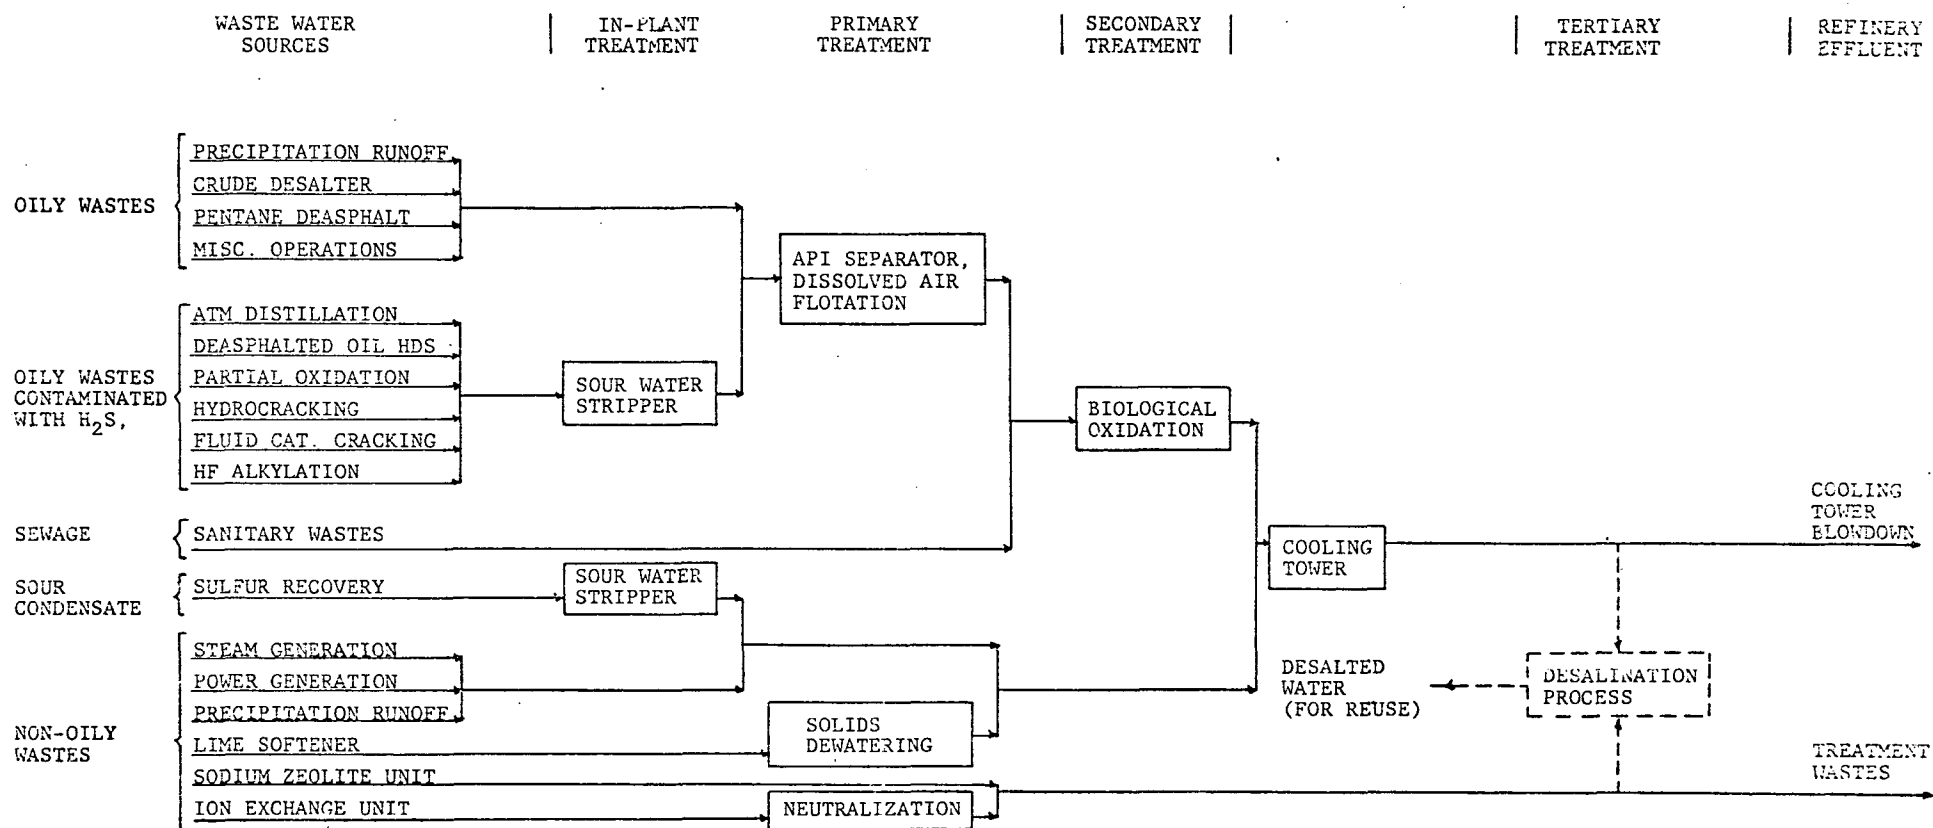 WASTE WATER
SOURCES
IN-PLANT
TREATMENT
PRIMARY
TREATMENT
SECONDARY
TREATMENT
TERTIARY
TREATMENT
REFINERY
EFFLUENT
OILY WASTES
PRECIPITATION RUNOFF
CRUDE DESALTER
PENTANE DEASPHALT
MISC. OPERATIONS
API SEPARATOR,
DISSOLVED AIR
FLOTATION
OILY WASTES
CONTAMINATED
WITH H2S,
ATM DISTILLATION
DEASPHALTED OIL HDS
PARTIAL OXIDATION
HYDROCRACKING
FLUID CAT. CRACKING
HF ALKYLATION
SOUR WATER
STRIPPER
BIOLOGICAL
OXIDATION
SEWAGE
SANITARY WASTES
COOLING
TOWER
COOLING
TOWER
BLOWDOWN
SOUR
CONDENSATE
SULFUR RECOVERY
SOUR WATER
STRIPPER
NON-OILY
WASTES
STEAM GENERATION
POWER GENERATION
PRECIPITATION RUNOFF
LIME SOFTENER
SODIUM ZEOLITE UNIT
ION EXCHANGE UNIT
SOLIDS
DEWATERING
NEUTRALIZATION
DESALTED
WATER
(FOR REUSE)
DESALINATION
PROCESS
TREATMENT
WASTES